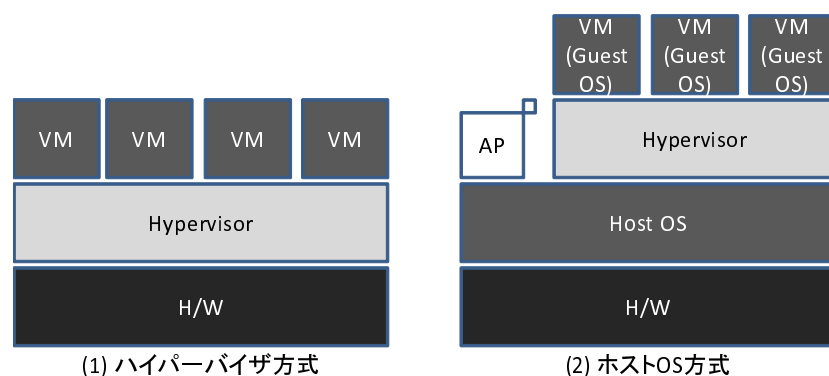 VM
VM
VM
VM
Hypervisor
H/W
(1) ハイパーバイザ方式
VM
(Guest
OS)
VM
(Guest
OS)
VM
(Guest
OS)
AP
Hypervisor
Host OS
H/W
(2) ホストOS方式